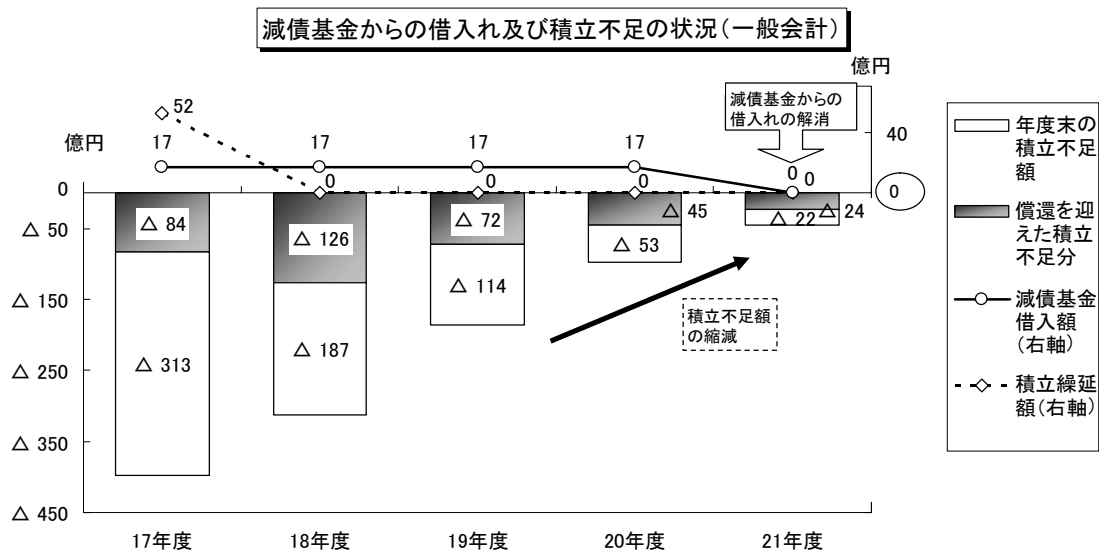 減債基金からの借入れ及び積立不足の状況（一般会計）
億円
億円
減債基金からの
借入れの解消
52
17
17
17
17
0
0
0
0
0
40
0
0
△ 50
△ 150
△ 250
△ 350
△ 450
△ 84
△ 126
△ 72
△ 45
△ 24
△ 313
△ 187
△ 114
△ 53
△ 22
積立不足額
の縮減
17年度
18年度
19年度
20年度
21年度
年度末の
積立不足
額
償還を迎
えた積立
不足分
減債基金
借入額
（右軸）
積立繰延
額（右軸）